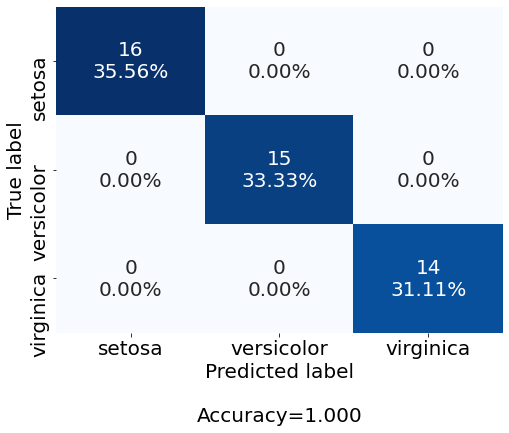 True label
setosa
16
35.56%
0
0.00%
0
0.00%
versicolor
0
0.00%
15
33.33%
0
0.00%
virginica
0
0.00%
0
0.00%
14
31.11%
setosa versicolor virginica
Predicted label
Accuracy=1.000